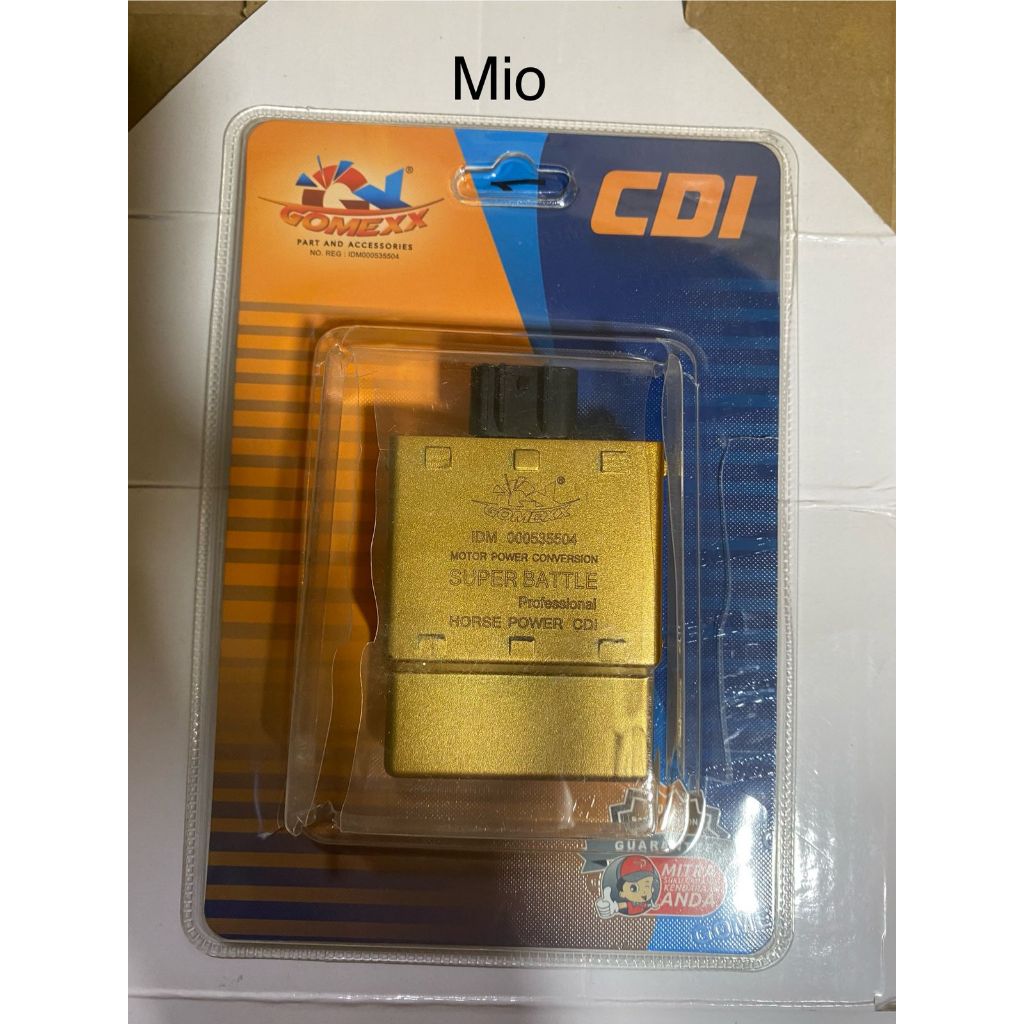 Mio
GOMEXX®
PART AND ACCESSORIES
NO. REG : IDM000535504
CDI
GOMEXX®
IDM 000535504
MOTOR POWER CONVERSION
SUPER BATTLE
Professional
HORSE POWER CDI
MITRA
ANDA